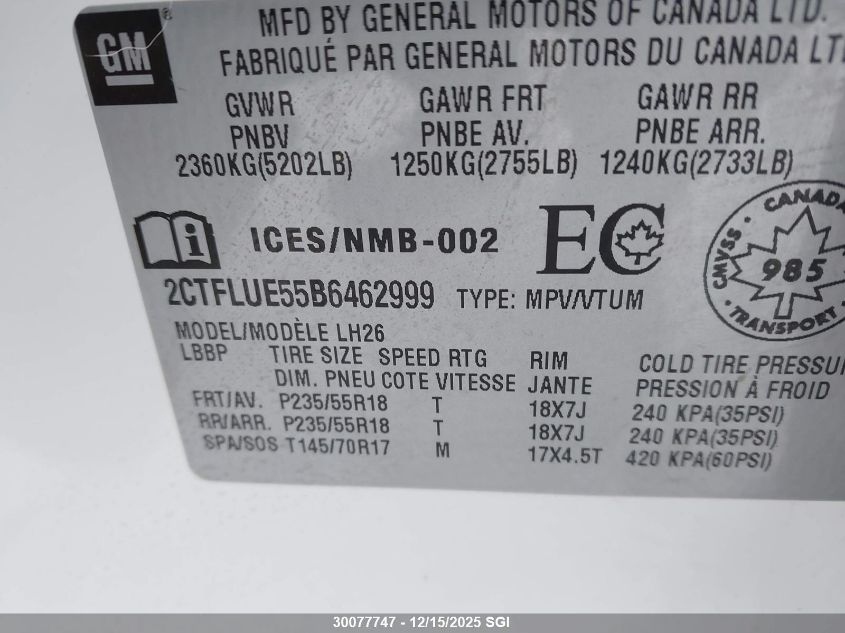 GM ®
MFD BY GENERAL MOTORS OF CANADA LTD.
FABRIQUÉ PAR GENERAL MOTORS DU CANADA
GVWR GAWR FRT GAWR RR
PNBV PNBE AV. PNBE ARR.
2360KG(5202LB) 1250KG(2755LB) 1240KG(2733LB)
i ICES/NMB-002 EC
CANADA
CMVSS 985
TRANSPORT
2CTFLUE55B6462999 TYPE: MPV/VTUM
MODEL/MODÈLE LH26
LBBP TIRE SIZE SPEED RTG RIM COLD TIRE
DIM. PNEU COTE VITESSE JANTE PRESSION À FROID
FRT/AV. P235/55R18 T 18X7J 240 KPA(35PSI)
RR/ARR. P235/55R18 T 18X7J 240 KPA(35PSI)
SPA/SOS T145/70R17 M 17X4.5T 420 KPA(60PSI)
30077747 - 12/15/2025 SGI